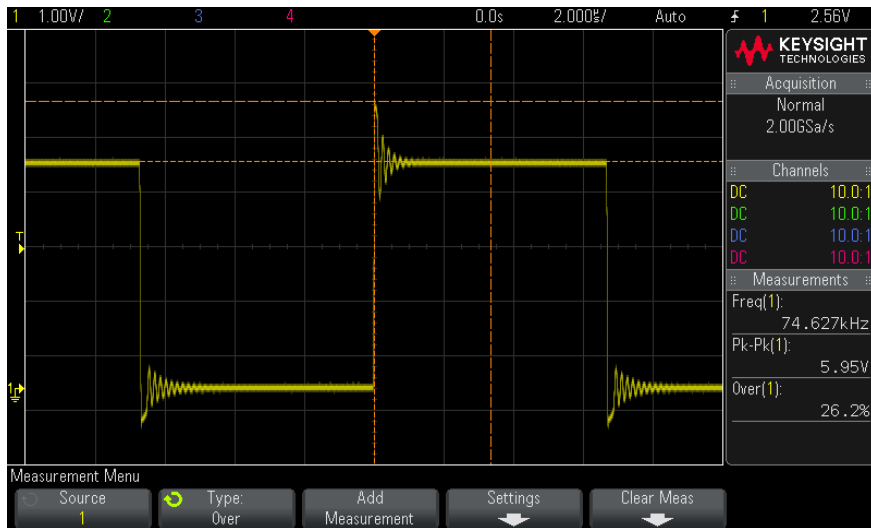 1 1.00V/ 2 3 4 0.0s 2.000µs/ Auto 1 2.56V
KEYSIGHT
TECHNOLOGIES
Acquisition
Normal
2.00GSa/s
Channels
DC 10.0:1
DC 10.0:1
DC 10.0:1
DC 10.0:1
Measurements
Freq(1):
74.627kHz
Pk-Pk(1):
5.95V
Over(1):
26.2%
T
1
Measurement Menu
Source
1
Type:
Over
Add
Measurement
Settings
Clear Meas